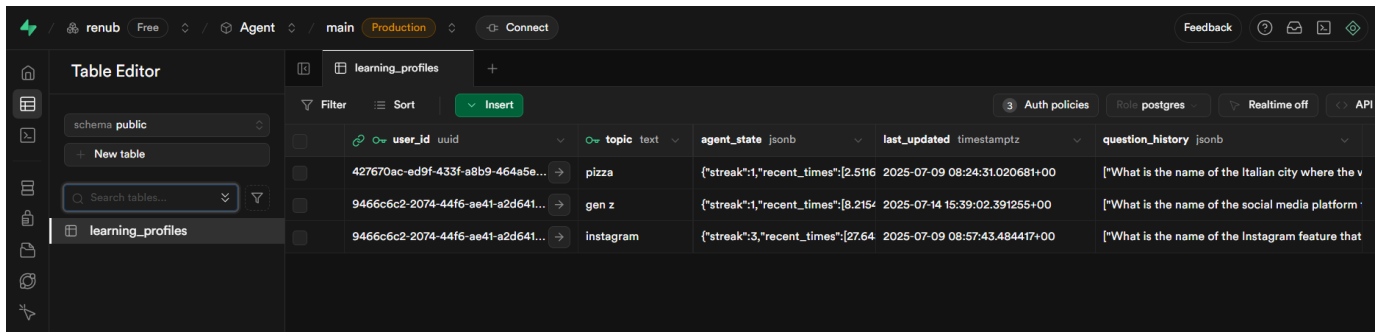 renub Free Agent main Production Connect Feedback
Table Editor
learning_profiles
Filter Sort Insert 3 Auth policies Role postgres Realtime off API
schema public
New table
Search tables...
learning_profiles
user_id uuid topic text agent_state jsonb last_updated timestamptz question_history jsonb
427670ac-ed9f-433f-a8b9-464a5e... pizza {"streak":1,"recent_times":[2.5116 2025-07-09 08:24:31.020681+00 ["What is the name of the Italian city where the
9466c6c2-2074-44f6-ae41-a2d641... gen z {"streak":1,"recent_times":[8.2154 2025-07-14 15:39:02.391255+00 ["What is the name of the social media platform
9466c6c2-2074-44f6-ae41-a2d641... instagram {"streak":3,"recent_times":[27.64 2025-07-09 08:57:43.484417+00 ["What is the name of the Instagram feature that